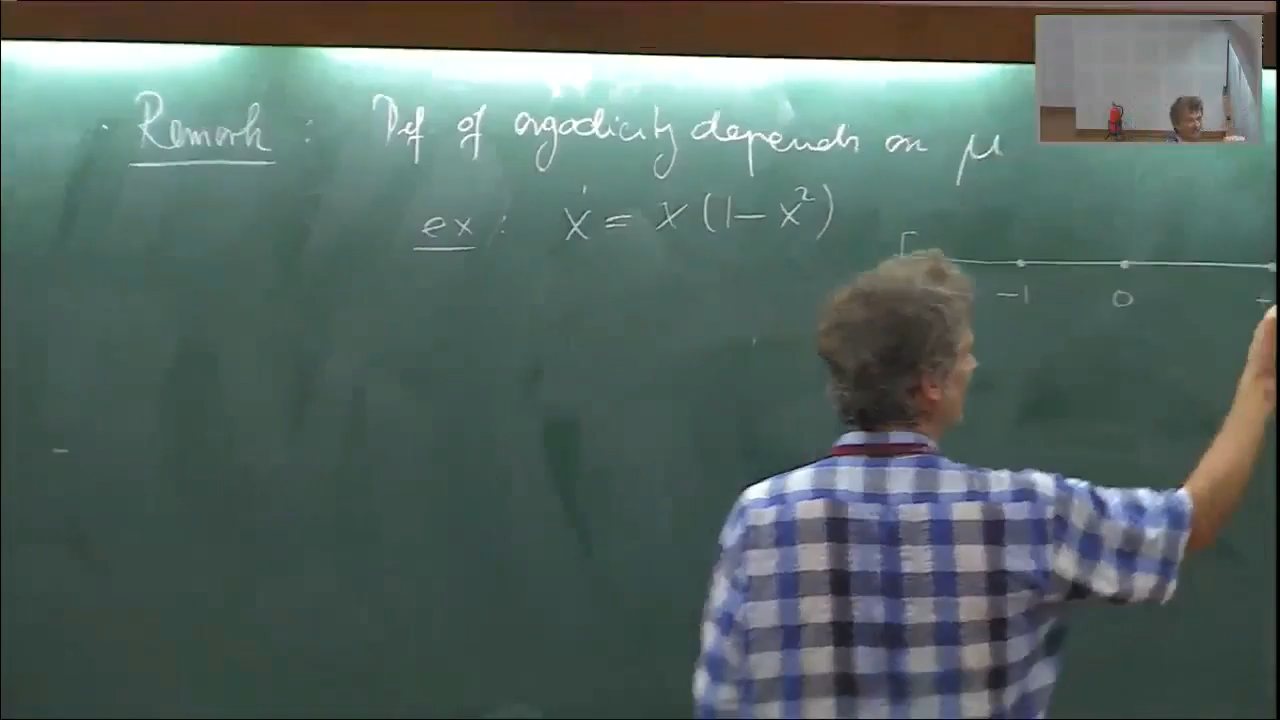 Remark : Def of ergodicity depends on μ
ex : ẋ = x (1 - x²)
-1 0